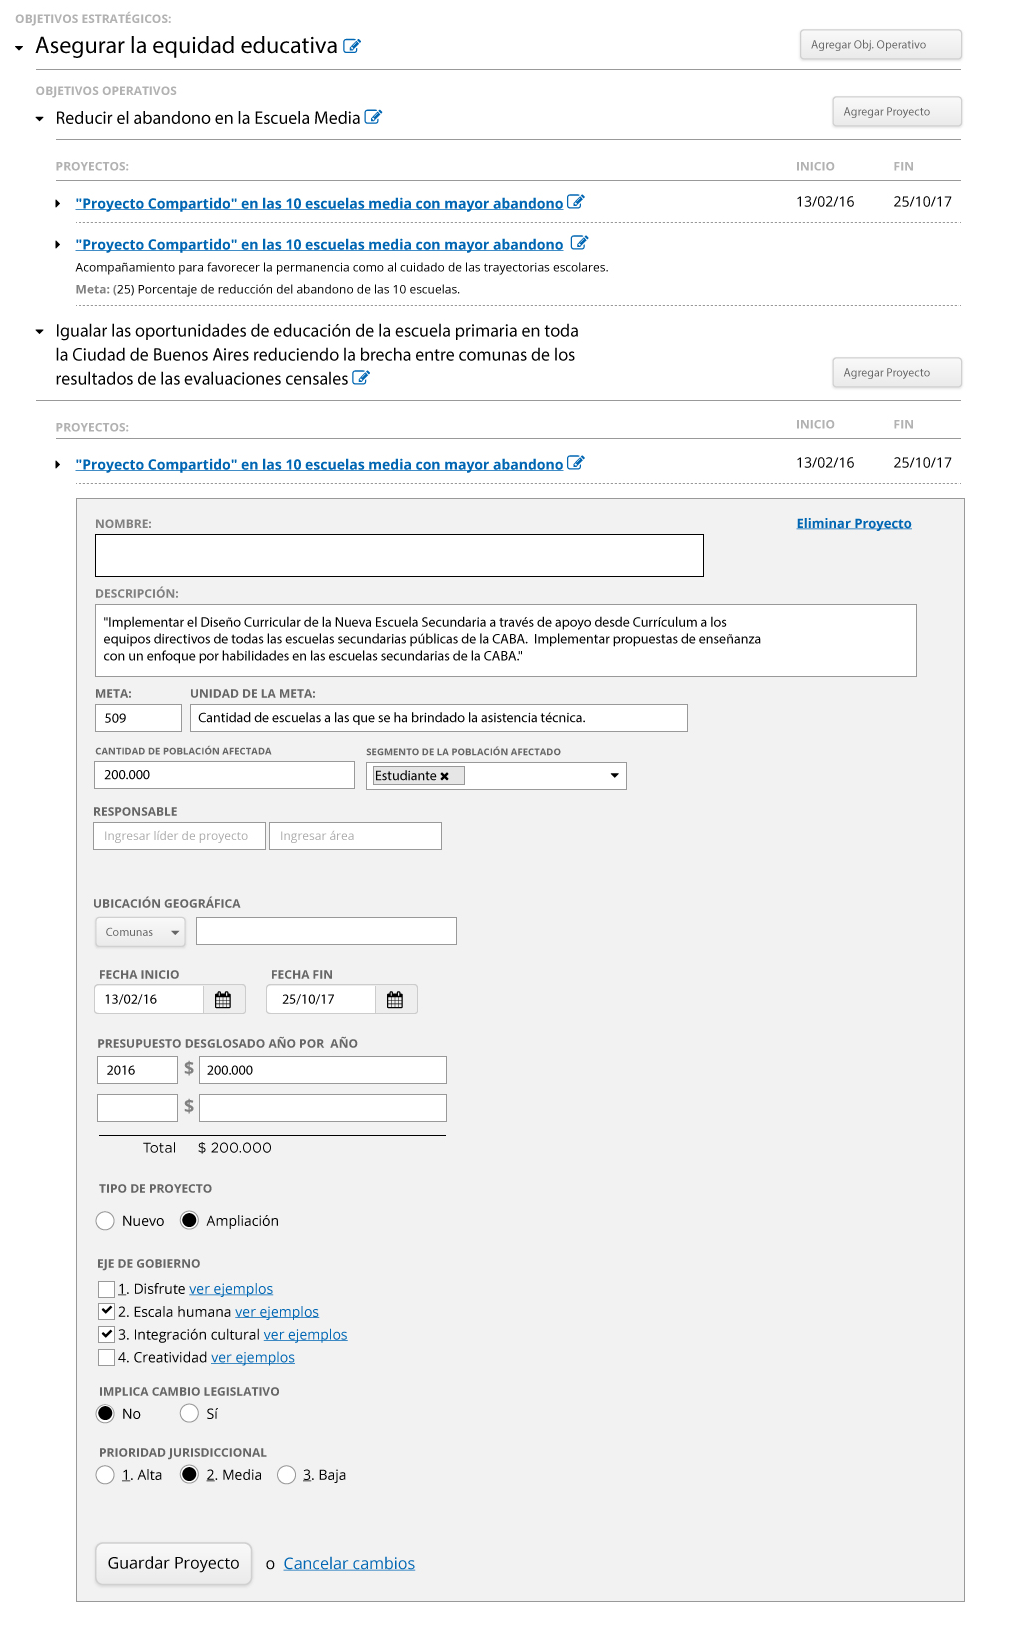 OBJETIVOS ESTRATÉGICOS:
Asegurar la equidad educativa
Agregar Obj. Operativo
OBJETIVOS OPERATIVOS
Reducir el abandono en la Escuela Media
Agregar Proyecto
PROYECTOS: INICIO FIN
"Proyecto Compartido" en las 10 escuelas media con mayor abandono 13/02/16 25/10/17
"Proyecto Compartido" en las 10 escuelas media con mayor abandono
Acompañamiento para favorecer la permanencia como al cuidado de las trayectorias escolares.
Meta: (25) Porcentaje de reducción del abandono de las 10 escuelas.
Igualar las oportunidades de educación de la escuela primaria en toda
la Ciudad de Buenos Aires reduciendo la brecha entre comunas de los
resultados de las evaluaciones censales
Agregar Proyecto
PROYECTOS: INICIO FIN
"Proyecto Compartido" en las 10 escuelas media con mayor abandono 13/02/16 25/10/17
NOMBRE: Eliminar Proyecto
DESCRIPCIÓN:
"Implementar el Diseño Curricular de la Nueva Escuela Secundaria a través de apoyo desde Currículum a los
equipos directivos de todas las escuelas secundarias públicas de la CABA. Implementar propuestas de enseñanza
con un enfoque por habilidades en las escuelas secundarias de la CABA."
META: UNIDAD DE LA META:
509 Cantidad de escuelas a las que se ha brindado la asistencia técnica.
CANTIDAD DE POBLACIÓN AFECTADA SEGMENTO DE LA POBLACIÓN AFECTADO
200.000 Estudiante ✖
RESPONSABLE
Ingresar líder de proyecto Ingresar área
UBICACIÓN GEOGRÁFICA
Comunas
FECHA INICIO FECHA FIN
13/02/16 25/10/17
PRESUPUESTO DESGLOSADO AÑO POR AÑO
2016 $ 200.000
$
Total $ 200.000
TIPO DE PROYECTO
Nuevo Ampliación
EJE DE GOBIERNO
1. Disfrute ver ejemplos
2. Escala humana ver ejemplos
3. Integración cultural ver ejemplos
4. Creatividad ver ejemplos
IMPLICA CAMBIO LEGISLATIVO
No Sí
PRIORIDAD JURISDICCIONAL
1. Alta 2. Media 3. Baja
Guardar Proyecto o Cancelar cambios